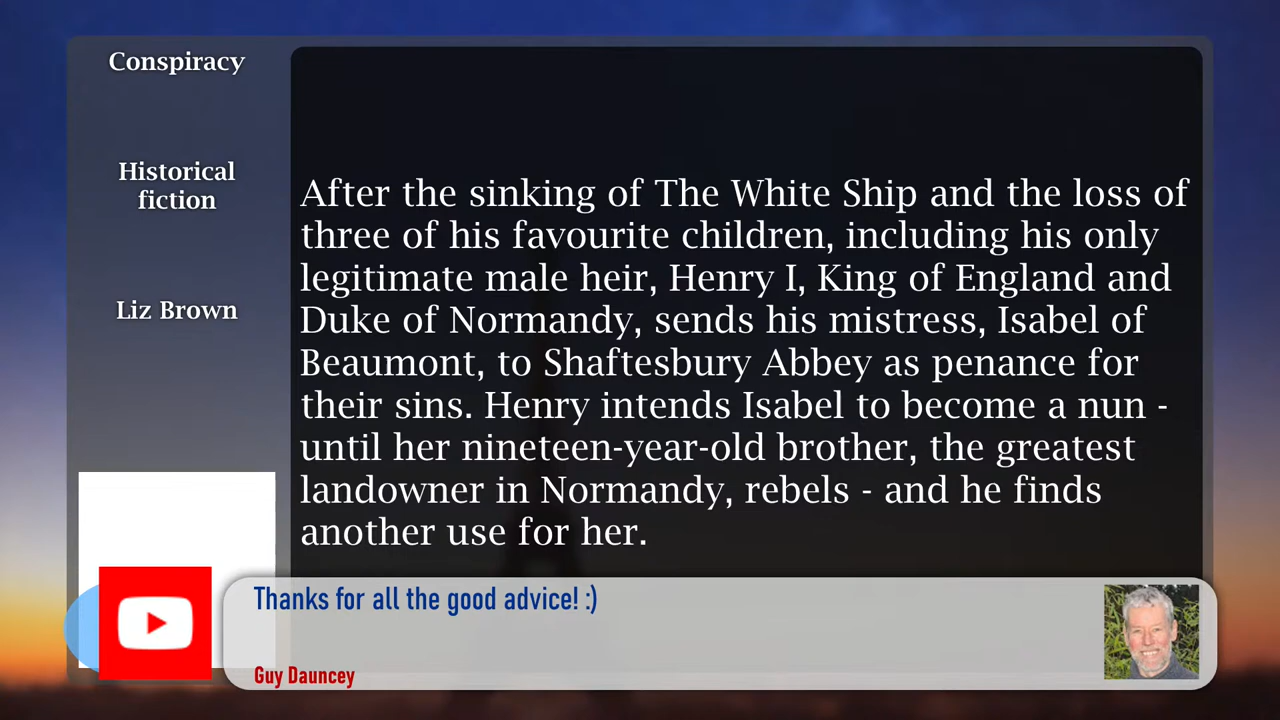 Conspiracy
Historical
fiction
Liz Brown
After the sinking of The White Ship and the loss of
three of his favourite children, including his only
legitimate male heir, Henry I, King of England and
Duke of Normandy, sends his mistress, Isabel of
Beaumont, to Shaftesbury Abbey as penance for
their sins. Henry intends Isabel to become a nun -
until her nineteen-year-old brother, the greatest
landowner in Normandy, rebels - and he finds
another use for her.
Thanks for all the good advice! :)
Guy Dauncey